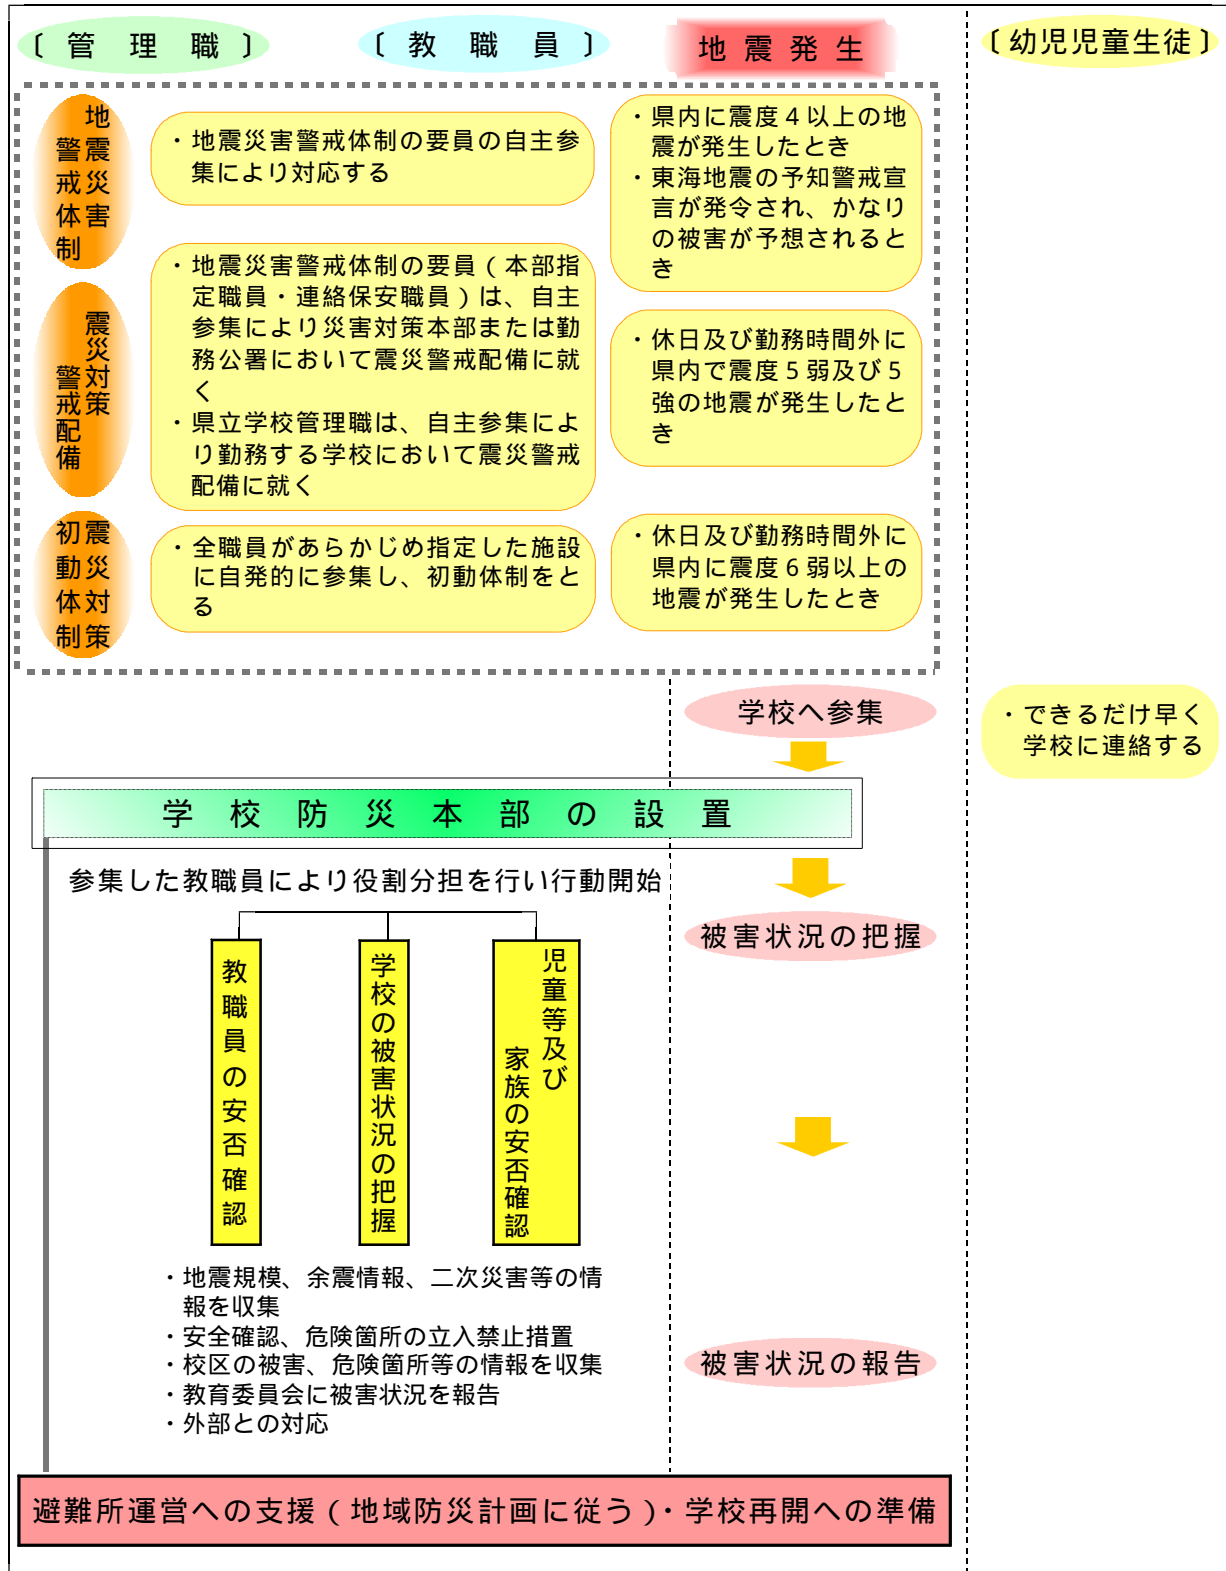 〔管理職〕
〔教職員〕
地震発生
〔幼児児童生徒〕
地震災害
警戒体制
・地震災害警戒体制の要員の自主参
集により対応する
・県内に震度４以上の地
震が発生したとき
・東海地震の予知警戒宣
言が発令され、かなり
の被害が予想されると
き
震災対策
警戒配備
・地震災害警戒体制の要員（本部指
定職員・連絡保安職員）は、自主
参集により災害対策本部または勤
務公署において震災警戒配備に就
く
・県立学校管理職は、自主参集によ
り勤務する学校において震災警戒
配備に就く
・休日及び勤務時間外に
県内で震度５弱及び５
強の地震が発生したと
き
震災対策
初動体制
・全職員があらかじめ指定した施設
に自発的に参集し、初動体制をと
る
・休日及び勤務時間外に
県内に震度６弱以上の
地震が発生したとき
学校へ参集
・できるだけ早く
学校に連絡する
学校防災本部の設置
参集した教職員により役割分担を行い行動開始
被害状況の把握
教職員の安否確認
学校の被害状況の把握
児童等及び
家族の安否確認
・地震規模、余震情報、二次災害等の情
報を収集
・安全確認、危険箇所の立入禁止措置
・校区の被害、危険箇所等の情報を収集
・教育委員会に被害状況を報告
・外部との対応
被害状況の報告
避難所運営への支援（地域防災計画に従う）・学校再開への準備